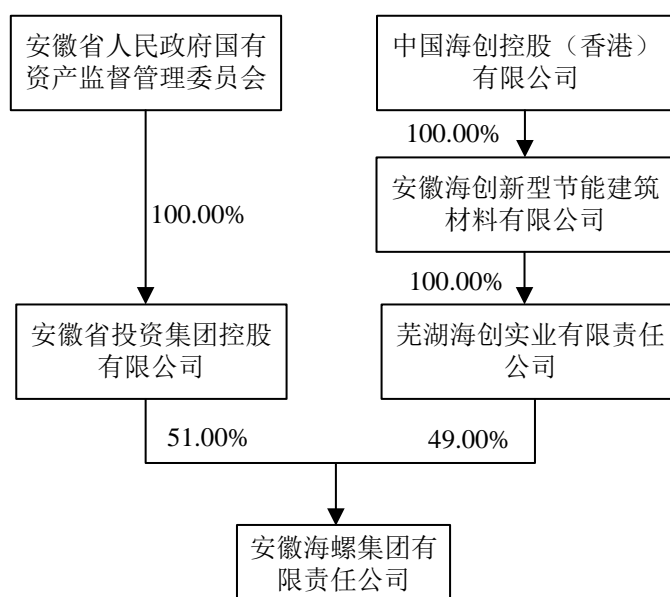 安徽省人民政府国有
资产监督管理委员会
中国海创控股（香港）
有限公司
100.00%
安徽海创新型节能建筑
材料有限公司
100.00%
100.00%
安徽省投资集团控股
有限公司
芜湖海创实业有限责任
公司
51.00%
49.00%
安徽海螺集团有
限责任公司